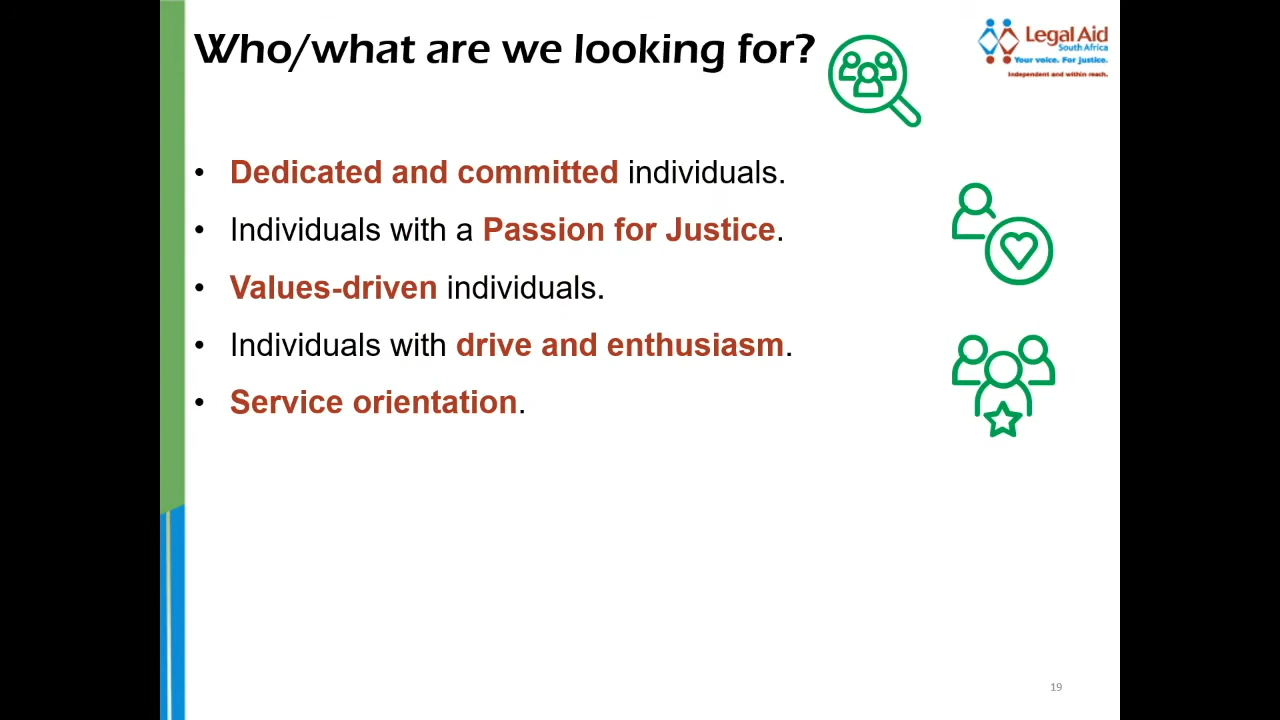 Who/what are we looking for?
Legal Aid
South Africa
Your voice. For justice.
Independent and within reach.
• Dedicated and committed individuals.
• Individuals with a Passion for Justice.
• Values-driven individuals.
• Individuals with drive and enthusiasm.
• Service orientation.
19